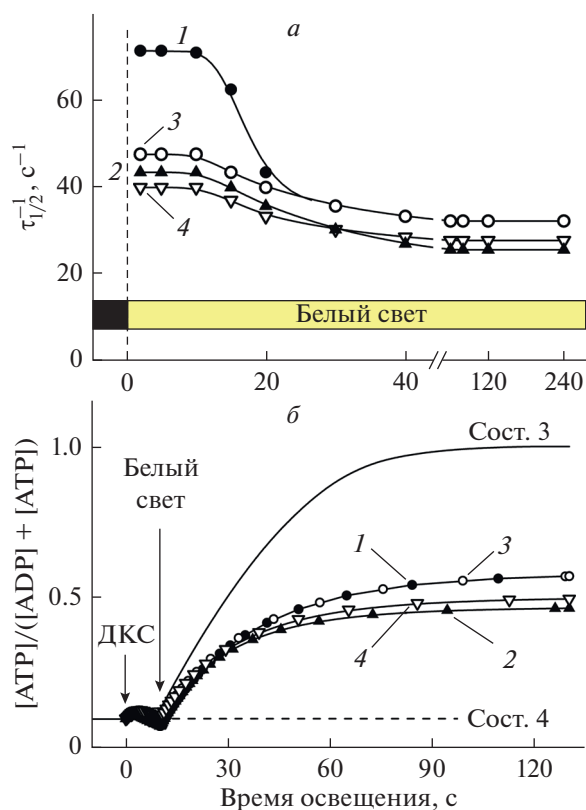 а
1
60
3
2
40
4
20
τ₁/₂⁻¹, с⁻¹
Белый свет
0
0 20 40 120 240
б
Сост. 3
1.0
Белый
свет
1 3
0.5
ДКС
4 2
Сост. 4
0
[ATP]/([ADP] + [ATP])
0 30 60 90 120
Время освещения, с